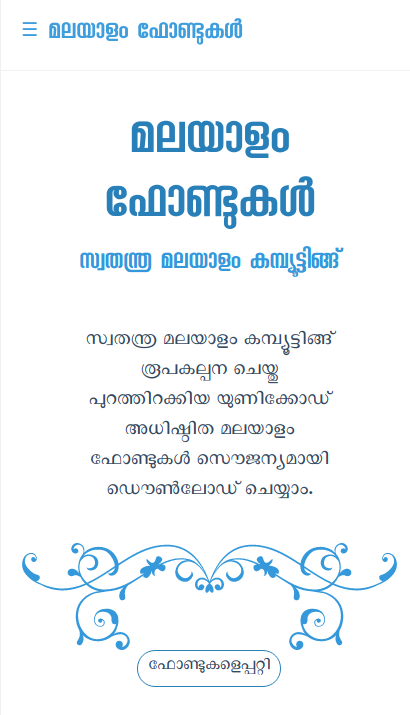 ☰ മലയാളം ഫോണ്ടുകൾ
മലയാളം
ഫോണ്ടുകൾ
സ്വതന്ത്ര മലയാളം കമ്പ്യൂട്ടിങ്ങ്
സ്വതന്ത്ര മലയാളം കമ്പ്യൂട്ടിങ്ങ്
രൂപകല്പന ചെയ്തു
പുറത്തിറക്കിയ യുണിക്കോഡ്
അധിഷ്ഠിത മലയാളം
ഫോണ്ടുകൾ സൌജന്യമായി
ഡൌൺലോഡ് ചെയ്യാം.
ഫോണ്ടുകളെപ്പറ്റി